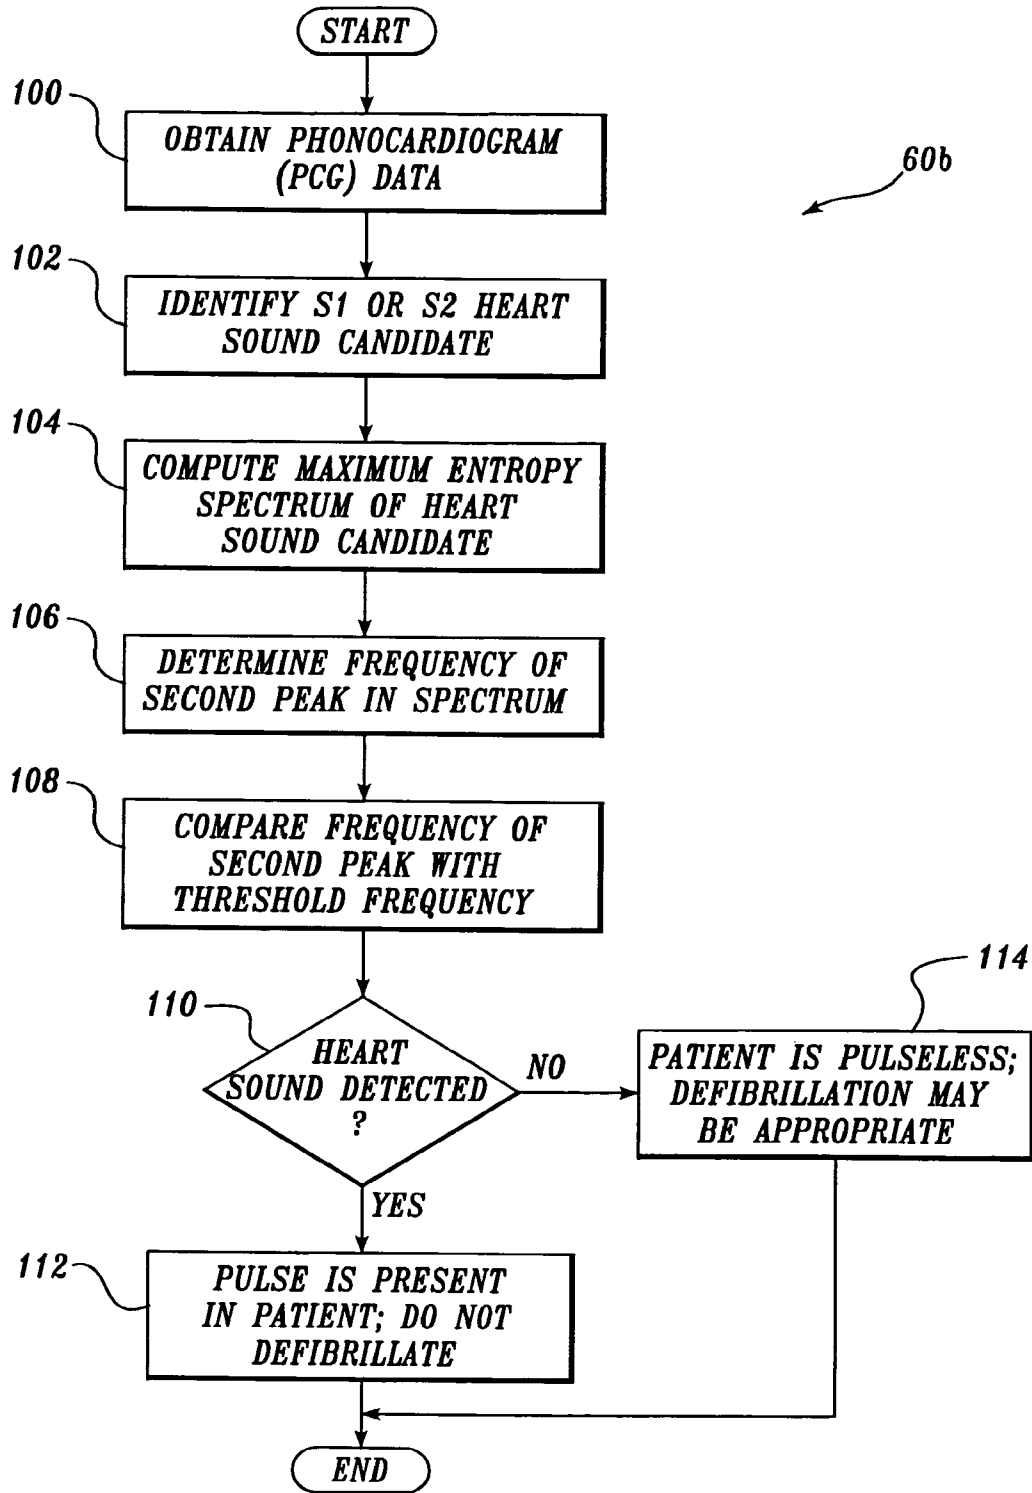 START
100
OBTAIN PHONOCARDIOGRAM
(PCG) DATA
60b
102
IDENTIFY S1 OR S2 HEART
SOUND CANDIDATE
104
COMPUTE MAXIMUM ENTROPY
SPECTRUM OF HEART
SOUND CANDIDATE
106
DETERMINE FREQUENCY OF
SECOND PEAK IN SPECTRUM
108
COMPARE FREQUENCY OF
SECOND PEAK WITH
THRESHOLD FREQUENCY
110
HEART
SOUND DETECTED
?
NO
114
PATIENT IS PULSELESS;
DEFIBRILLATION MAY
BE APPROPRIATE
YES
112
PULSE IS PRESENT
IN PATIENT; DO NOT
DEFIBRILLATE
END